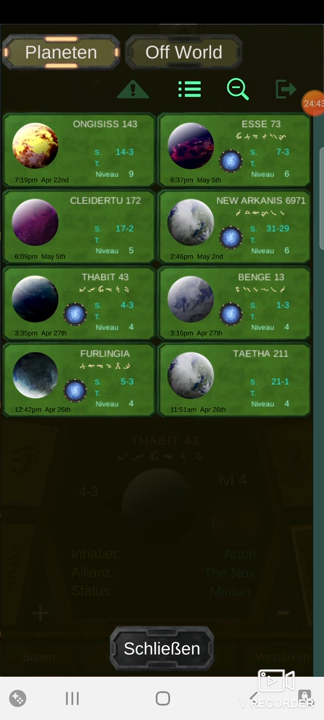 Planeten Off World
24:43
ONGISISS 143
S. 14-3
T.
Niveau 9
7:19pm Apr 22nd
ESSE 73
S. 7-3
T.
Niveau 6
6:37pm May 5th
CLEIDERTU 172
S. 17-2
T.
Niveau 5
6:09pm May 5th
NEW ARKANIS 6971
S. 31-29
T.
Niveau 6
2:46pm May 2nd
THABIT 43
S. 4-3
T.
Niveau 4
3:35pm Apr 27th
BENGE 13
S. 1-3
T.
Niveau 4
3:16pm Apr 27th
FURLINGIA
S. 5-3
T.
Niveau 4
12:42pm Apr 26th
TAETHA 211
S. 21-1
T.
Niveau 4
11:51am Apr 26th
THABIT 43
4-3
lvl 4
Inhaber: Arton
Allianz: The Nox
Status: Minion
Schließen
V RECORDER